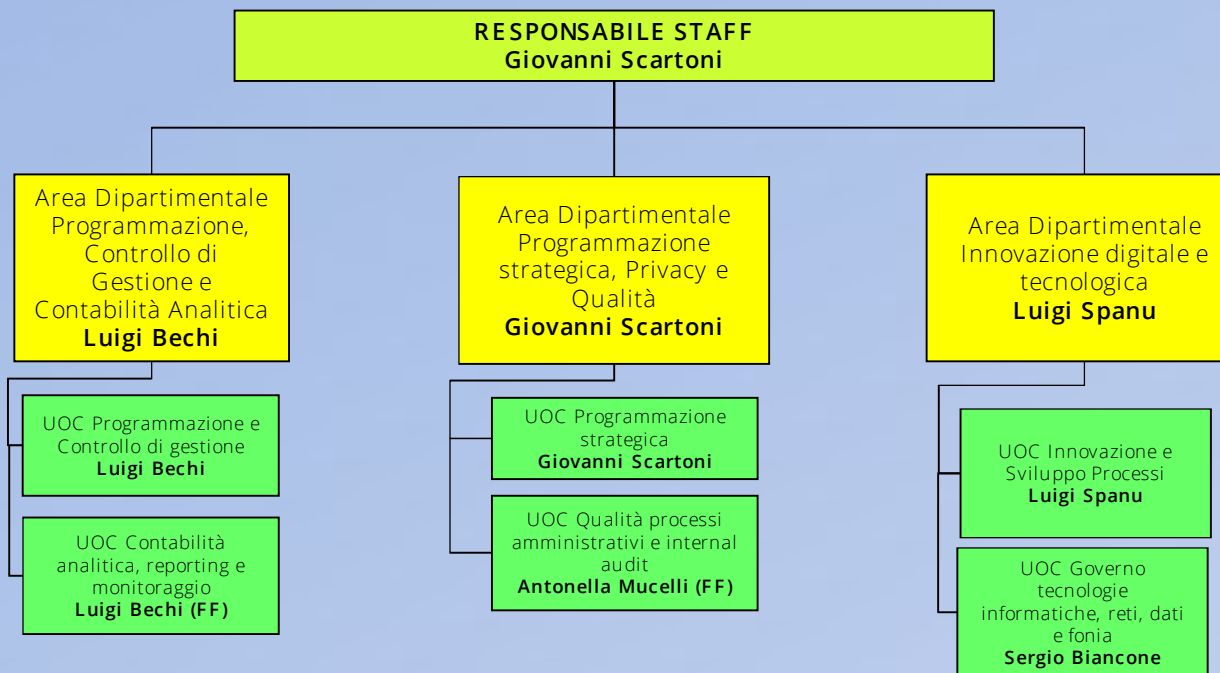 RESPONSABILE STAFF
Giovanni Scartoni
Area Dipartimentale
Programmazione,
Controllo di
Gestione e
Contabilità Analitica
Luigi Bechi
UOC Programmazione e
Controllo di gestione
Luigi Bechi
UOC Contabilità
analitica, reporting e
monitoraggio
Luigi Bechi (FF)
Area Dipartimentale
Programmazione
strategica, Privacy e
Qualità
Giovanni Scartoni
UOC Programmazione
strategica
Giovanni Scartoni
UOC Qualità processi
amministrativi e internal
audit
Antonella Mucelli (FF)
Area Dipartimentale
Innovazione digitale e
tecnologica
Luigi Spanu
UOC Innovazione e
Sviluppo Processi
Luigi Spanu
UOC Governo
tecnologie
informatiche, reti, dati
e fonia
Sergio Biancone